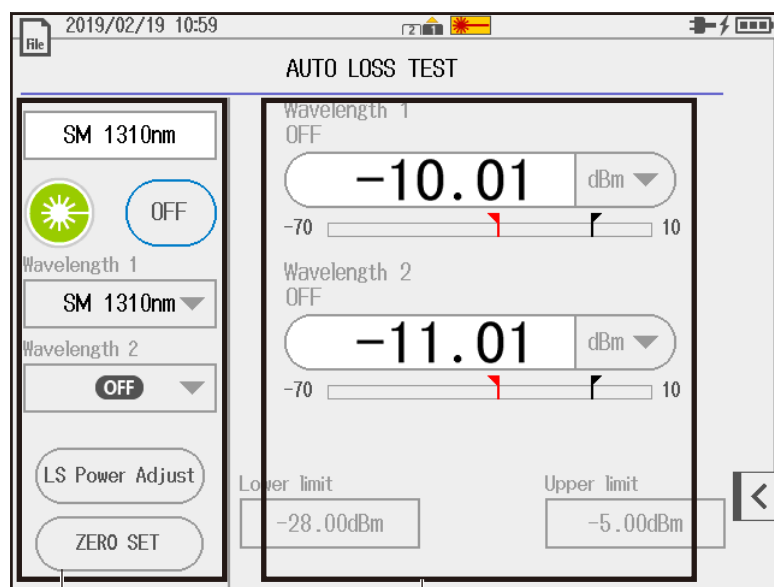 File 2019/02/19 10:59 2 1
AUTO LOSS TEST
SM 1310nm
OFF
Wavelength 1
SM 1310nm
Wavelength 2
OFF
LS Power Adjust
ZERO SET
Wavelength 1
OFF
-10.01 dBm
-70 10
Wavelength 2
OFF
-11.01 dBm
-70 10
Lower limit Upper limit
-28.00dBm -5.00dBm